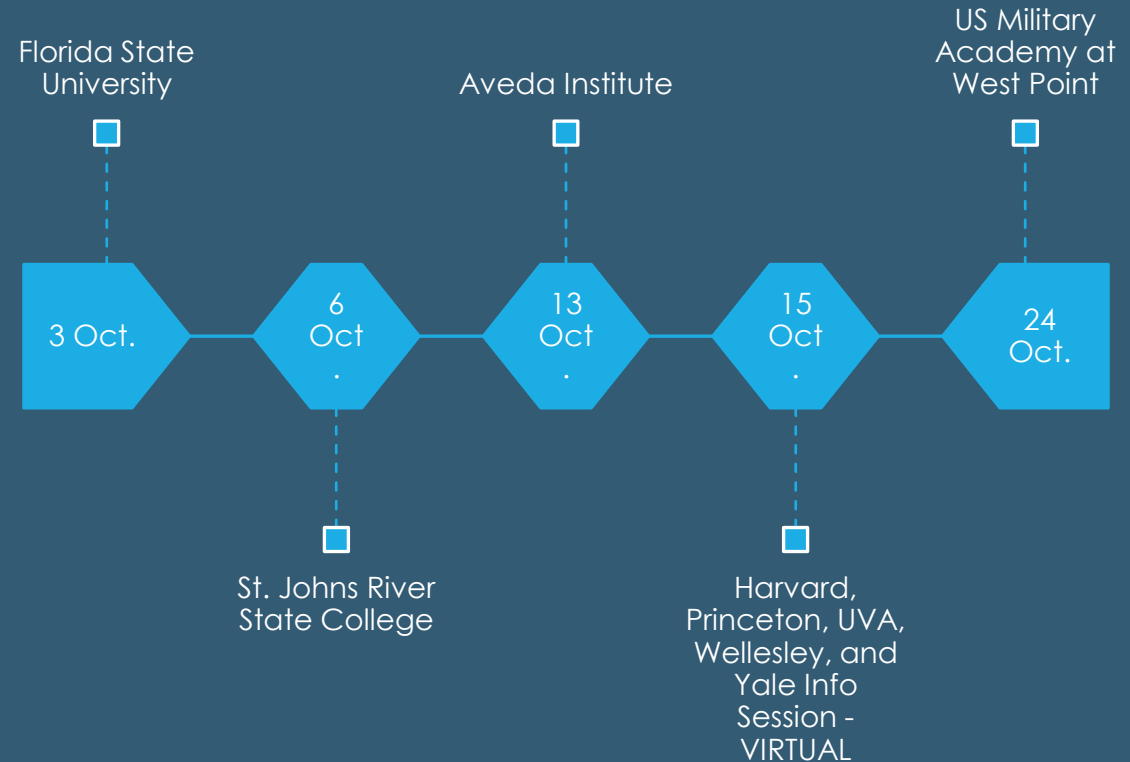 Florida State
University
Aveda Institute
US Military
Academy at
West Point
3 Oct.
6
Oct
.
13
Oct
.
15
Oct
.
24
Oct.
St. Johns River
State College
Harvard,
Princeton, UVA,
Wellesley, and
Yale Info
Session -
VIRTUAL